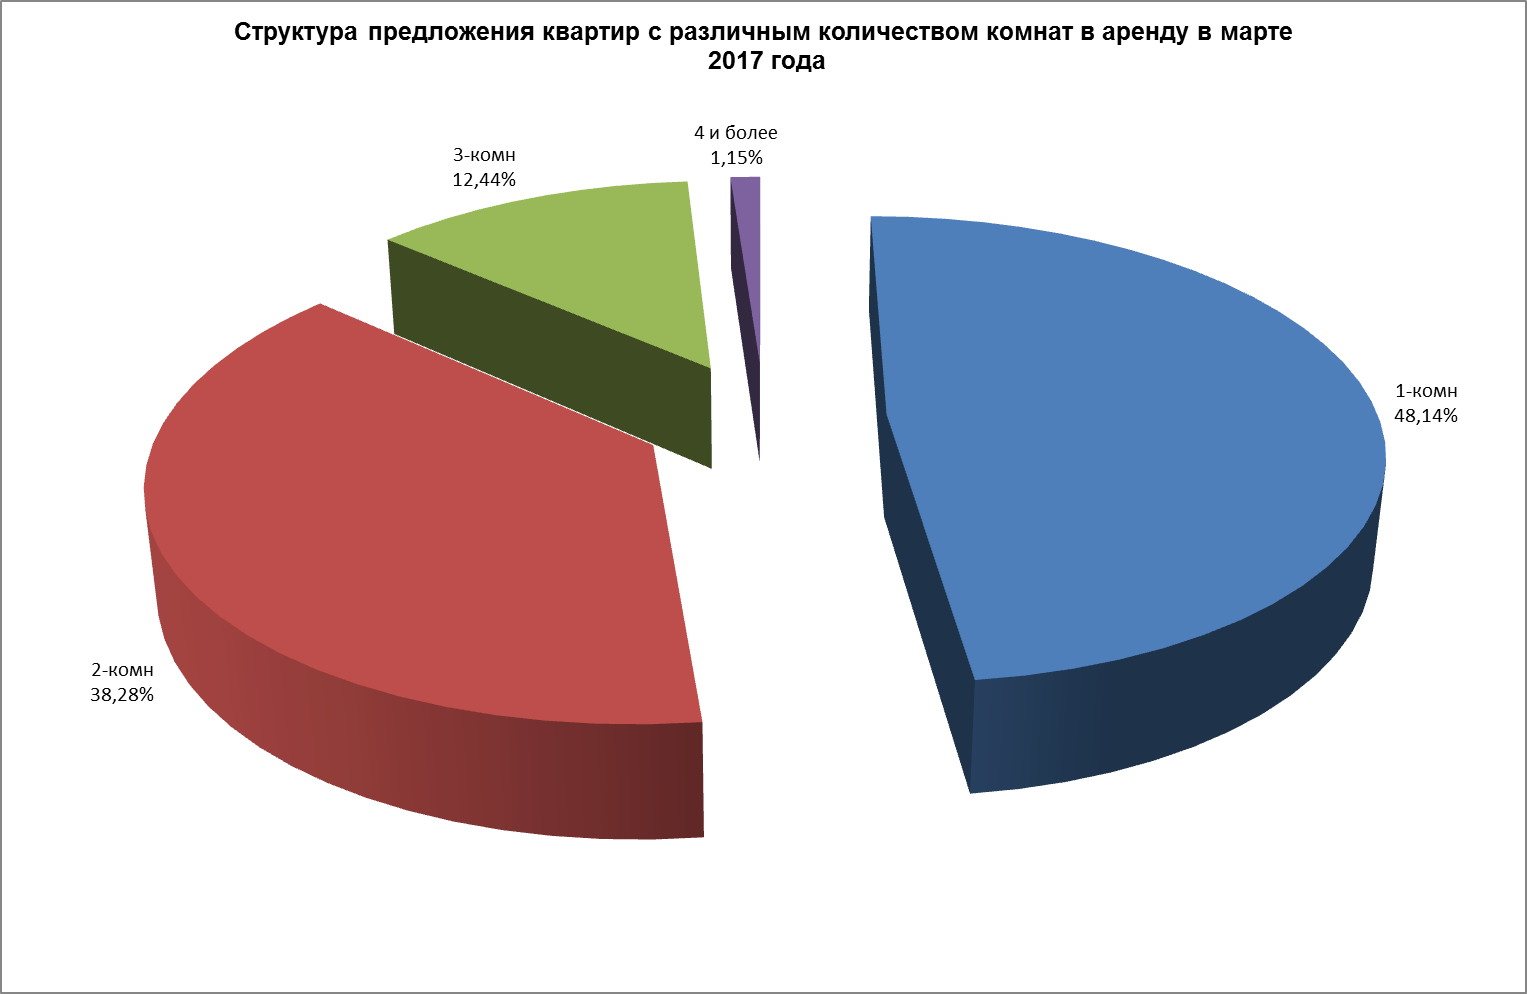 Структура предложения квартир с различным количеством комнат в аренду в марте
2017 года
4 и более
1,15%
3-комн
12,44%
1-комн
48,14%
2-комн
38,28%